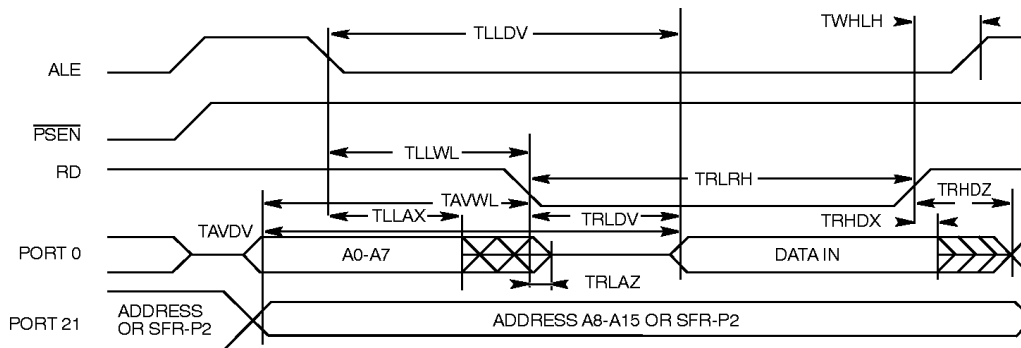 TLLDV
TWHLH
ALE
PSEN
TLLWL
RD
TRLRH
TAVWL
TRHDZ
TLLAX
TRLDV
TRHDX
TAVDV
PORT 0
A0-A7
DATA IN
TRLAZ
ADDRESS
OR SFR-P2
PORT 21
ADDRESS A8-A15 OR SFR-P2